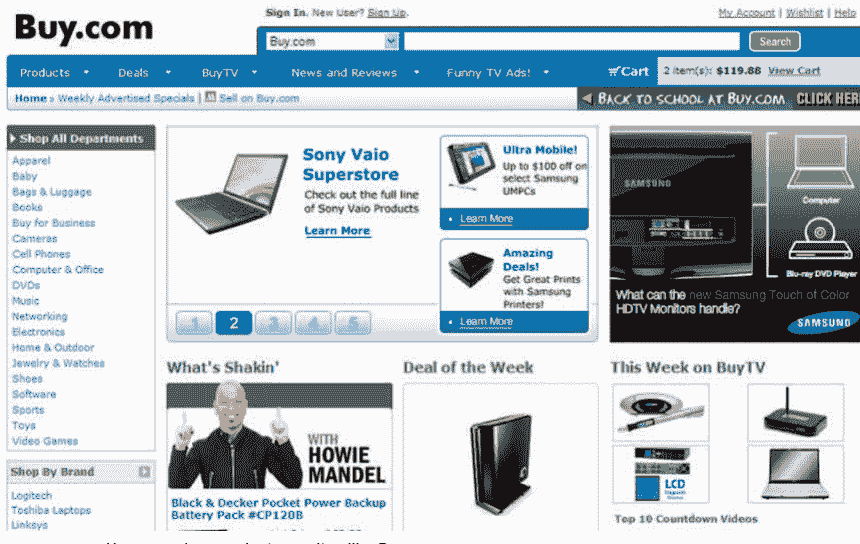 Buy.com
Sign In. New User? Sign Up.
My Account | Wishlist | Help
Buy.com
Search
Products
Deals
BuyTV
News and Reviews
Funny TV Ads!
Cart
2 item(s): $119.88 View Cart
Home » Weekly Advertised Specials | Sell on Buy.com
BACK TO SCHOOL AT BUY.COM CLICK HER
Shop All Departments
Apparel
Baby
Bags & Luggage
Books
Buy for Business
Cameras
Cell Phones
Computer & Office
DVDs
Music
Networking
Electronics
Home & Outdoor
Jewelry & Watches
Shoes
Software
Sports
Toys
Video Games
Shop By Brand
Logitech
Toshiba Laptops
Linksys
Sony Vaio
Superstore
Check out the full line
of Sony Vaio Products
Learn More
Ultra Mobile!
Up to $100 off on
select Samsung
UMPCs
Learn More
Amazing
Deals!
Get Great Prints
with Samsung
Printers!
Learn More
1 2 3 4 5
SAMSUNG
Computer
Blu-ray DVD Player
What can the new Samsung Touch of Color
HDTV Monitors handle?
SAMSUNG
What's Shakin'
WITH
HOWIE
MANDEL
Black & Decker Pocket Power Backup
Battery Pack #CP120B
Deal of the Week
This Week on BuyTV
LCD
Top 10 Countdown Videos